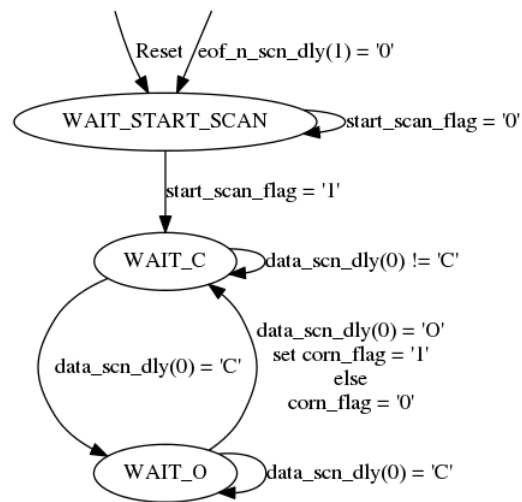 Reset
eof_n_scn_dly(1) = '0'
WAIT_START_SCAN
start_scan_flag = '0'
start_scan_flag = '1'
WAIT_C
data_scn_dly(0) != 'C'
data_scn_dly(0) = 'C'
data_scn_dly(0) = 'O'
set corn_flag = '1'
else
corn_flag = '0'
WAIT_O
data_scn_dly(0) = 'C'